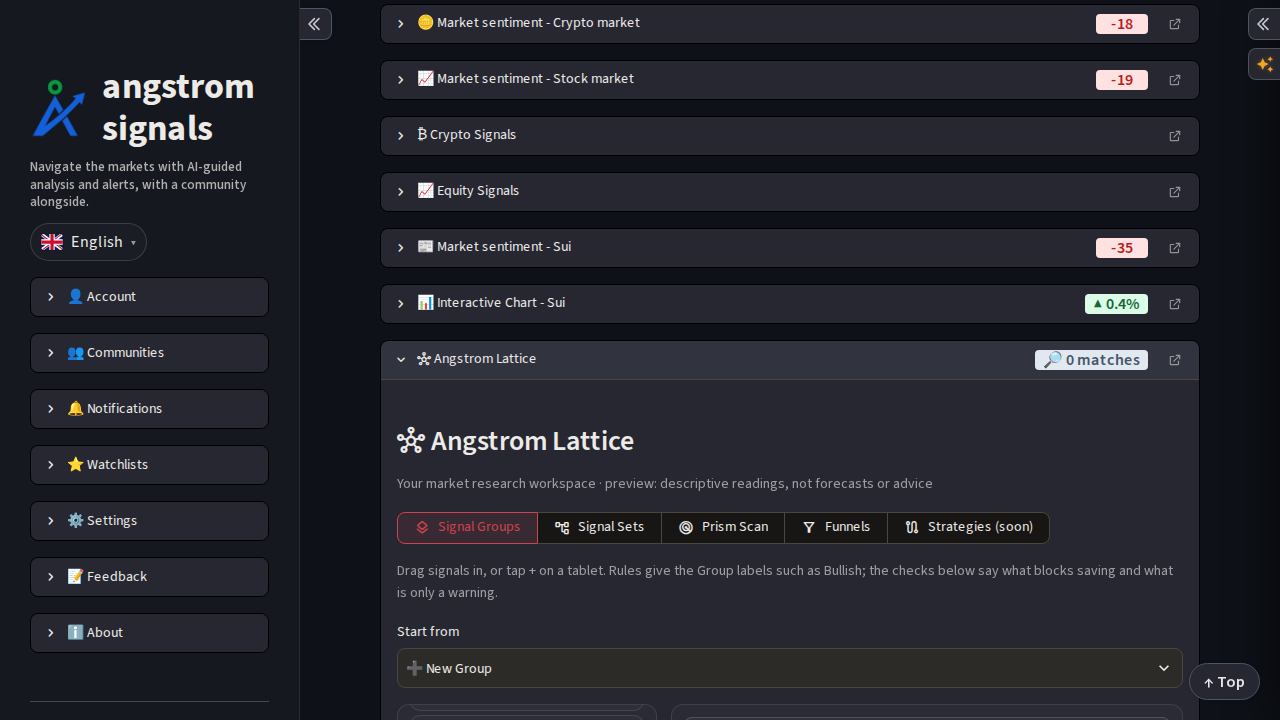 angstrom
signals
Navigate the markets with AI-guided
analysis and alerts, with a community
alongside.
English
Account
Communities
Notifications
Watchlists
Settings
Feedback
About
Market sentiment - Crypto market
-18
Market sentiment - Stock market
-19
₿ Crypto Signals
Equity Signals
Market sentiment - Sui
-35
Interactive Chart - Sui
▲ 0.4%
Angstrom Lattice
0 matches
Angstrom Lattice
Your market research workspace · preview: descriptive readings, not forecasts or advice
Signal Groups
Signal Sets
Prism Scan
Funnels
Strategies (soon)
Drag signals in, or tap + on a tablet. Rules give the Group labels such as Bullish; the checks below say what blocks saving and what
is only a warning.
Start from
➕ New Group
↑ Top